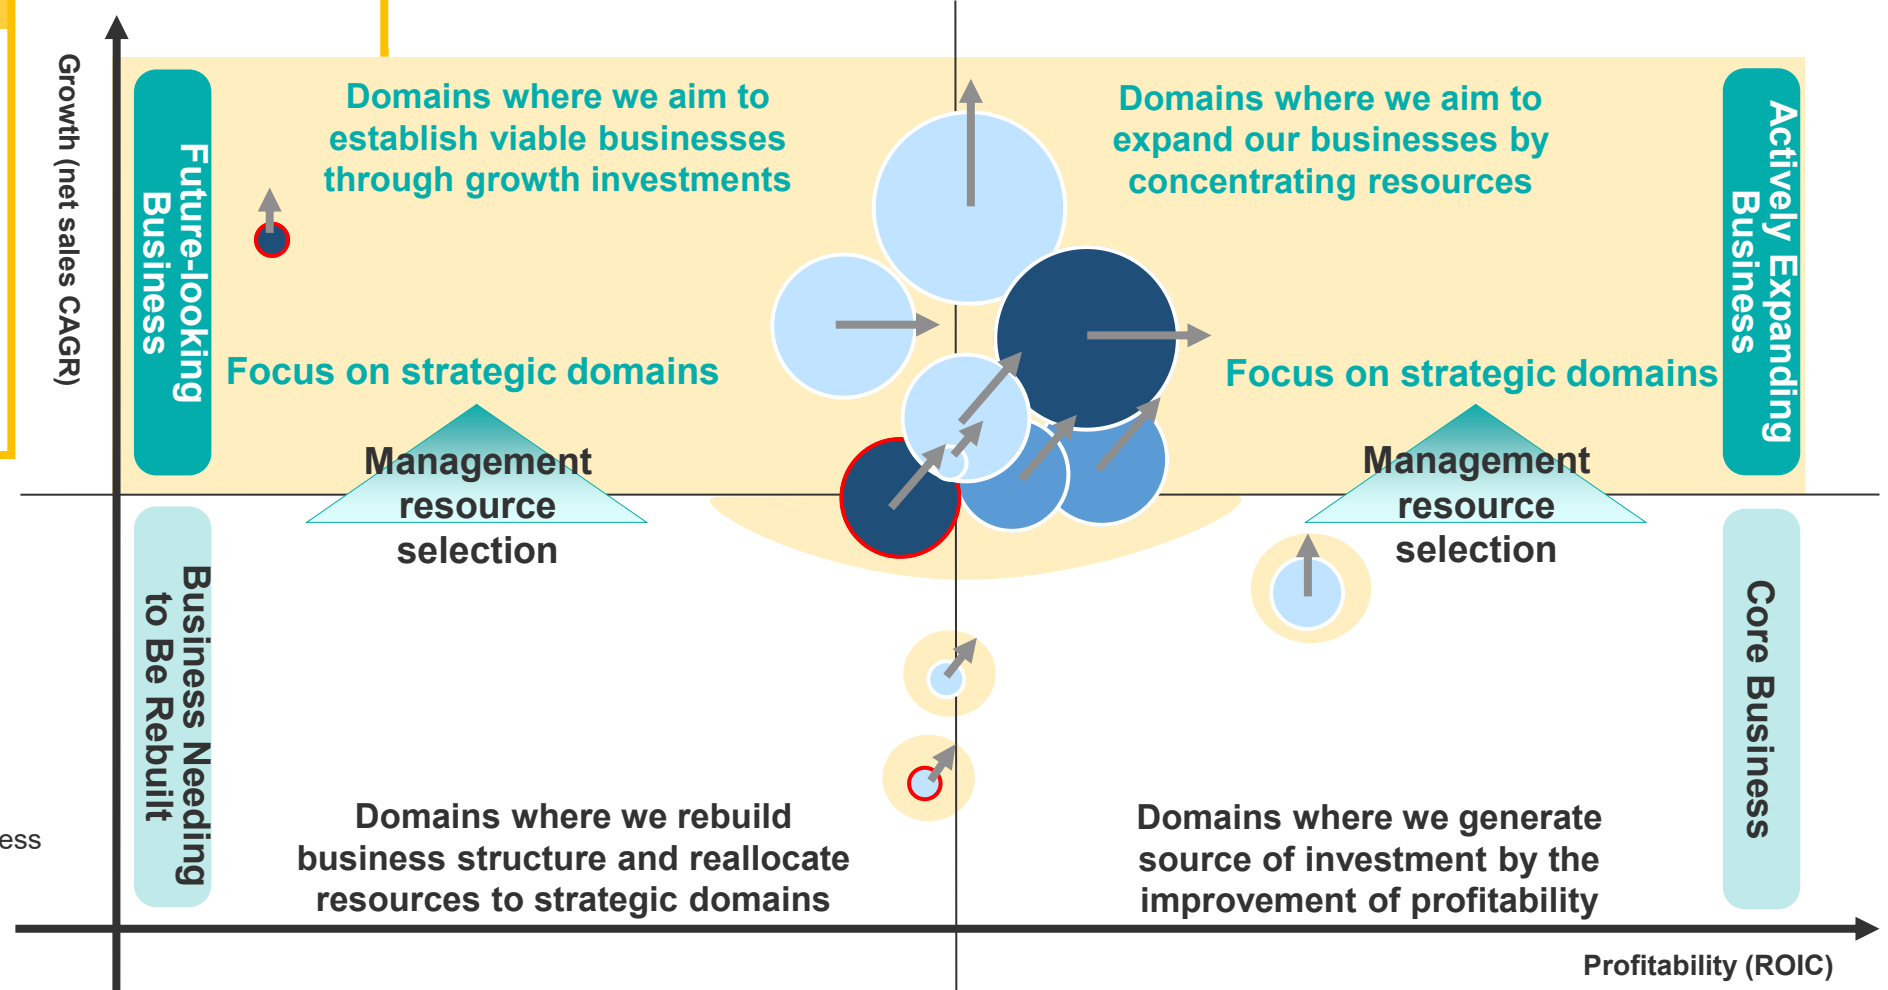 Growth (net sales CAGR)
Future-looking
Business
Domains where we aim to
establish viable businesses
through growth investments
Focus on strategic domains
Management
resource
selection
Domains where we aim to
expand our businesses by
concentrating resources
Focus on strategic domains
Management
resource
selection
Actively Expanding
Business
Business Needing
to Be Rebuilt
Domains where we rebuild
business structure and reallocate
resources to strategic domains
Domains where we generate
source of investment by the
improvement of profitability
Core Business
ess
Profitability (ROIC)